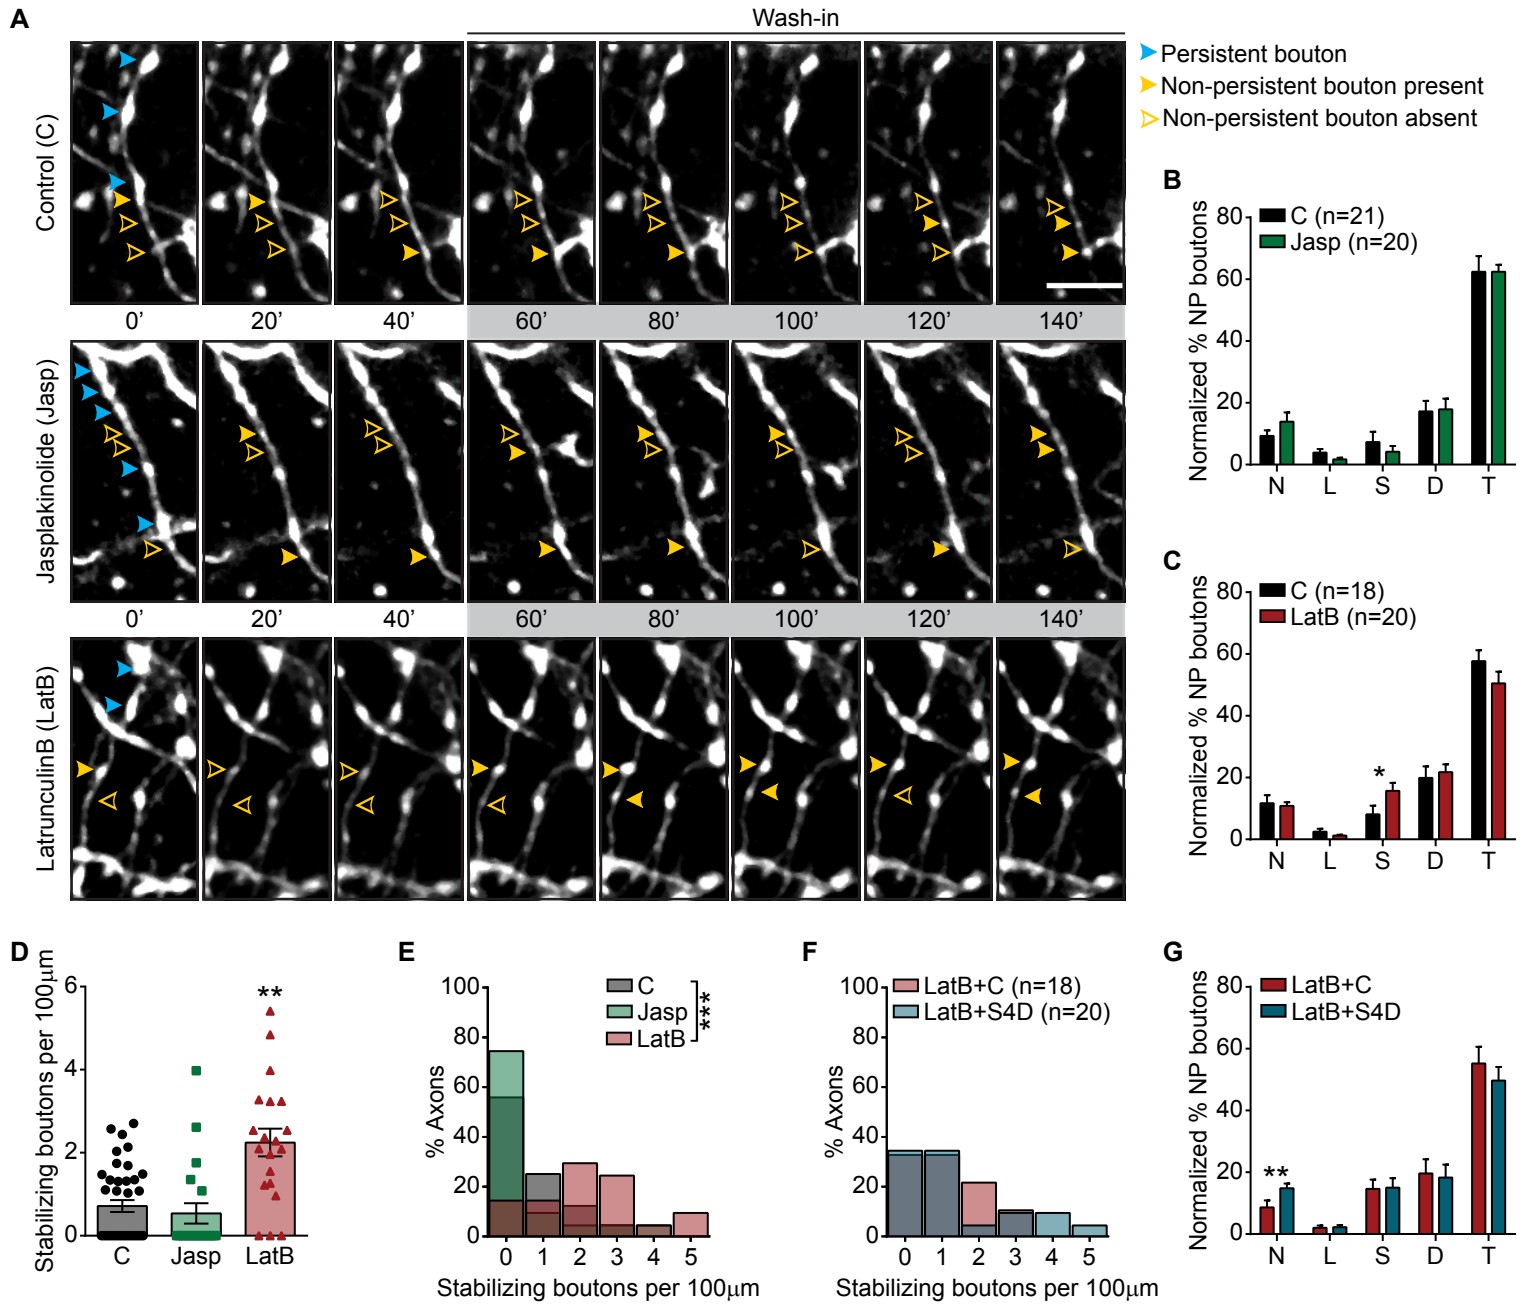 A
Wash-in
Control (C)
Persistent bouton
Non-persistent bouton present
Non-persistent bouton absent
0’ 20’ 40’ 60’ 80’ 100’ 120’ 140’
Jasplakinolide (Jasp)
0’ 20’ 40’ 60’ 80’ 100’ 120’ 140’
LatrunculinB (LatB)
B
Normalized % NP boutons
80
60
40
20
0
C (n=21)
Jasp (n=20)
N L S D T
C
Normalized % NP boutons
80
60
40
20
0
C (n=18)
LatB (n=20)
*
N L S D T
D
Stabilizing boutons per 100µm
6
4
2
0
**
C Jasp LatB
E
% Axons
100
80
60
40
20
0
C
Jasp
LatB
***
0 1 2 3 4 5
Stabilizing boutons per 100µm
F
% Axons
100
80
60
40
20
0
LatB+C (n=18)
LatB+S4D (n=20)
0 1 2 3 4 5
Stabilizing boutons per 100µm
G
Normalized % NP boutons
80
60
40
20
0
LatB+C
LatB+S4D
**
N L S D T